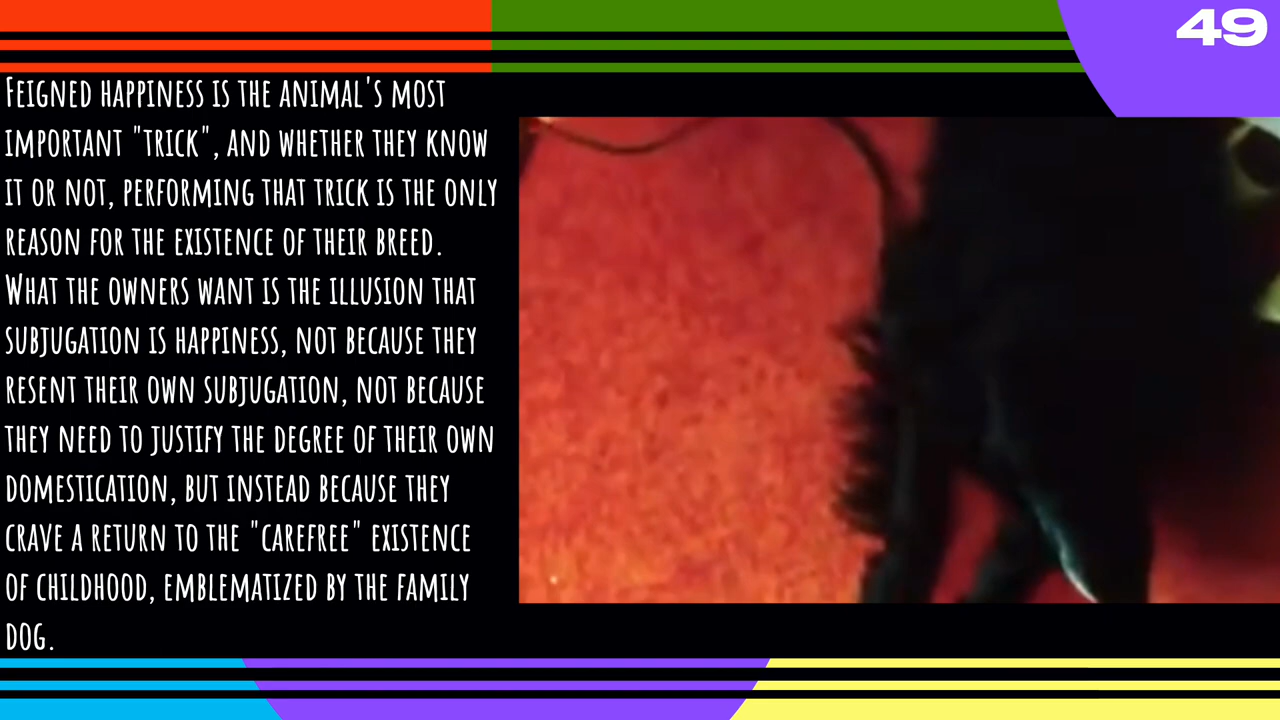 49
Feigned happiness is the animal's most
important "trick", and whether they know
it or not, performing that trick is the only
reason for the existence of their breed.
What the owners want is the illusion that
subjugation is happiness, not because they
resent their own subjugation, not because
they need to justify the degree of their own
domestication, but instead because they
crave a return to the "carefree" existence
of childhood, emblematized by the family
dog.